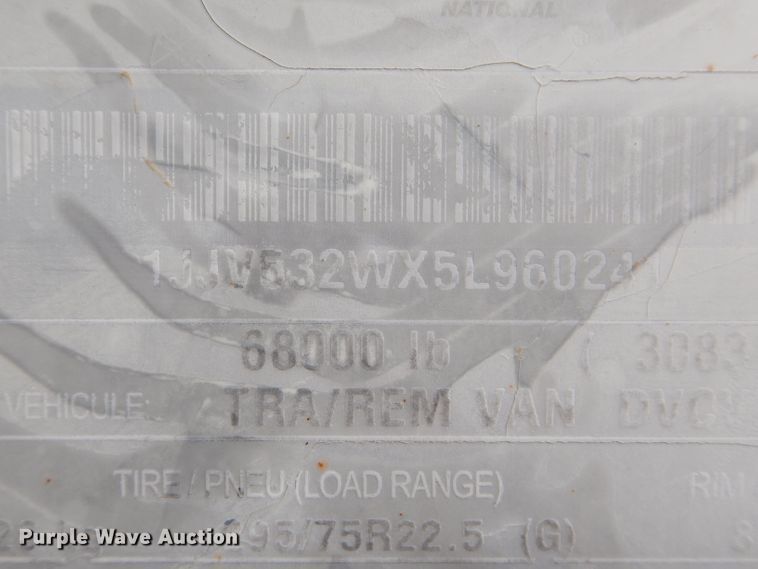 NATIONAL
1JJV532WX5L960241
68000 lb ( 3083
VEHICULE: TRA/REM VAN
TIRE / PNEU (LOAD RANGE) RIM
295/75R22.5 (G)
Purple Wave Auction